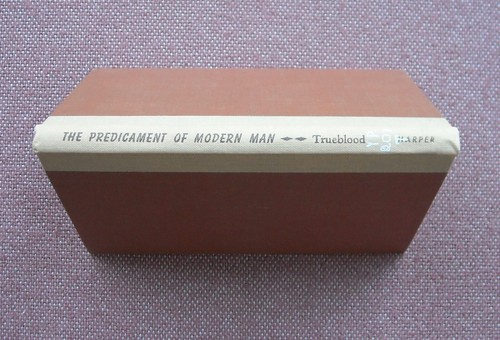 THE PREDICAMENT OF MODERN MAN Trueblood HARPER